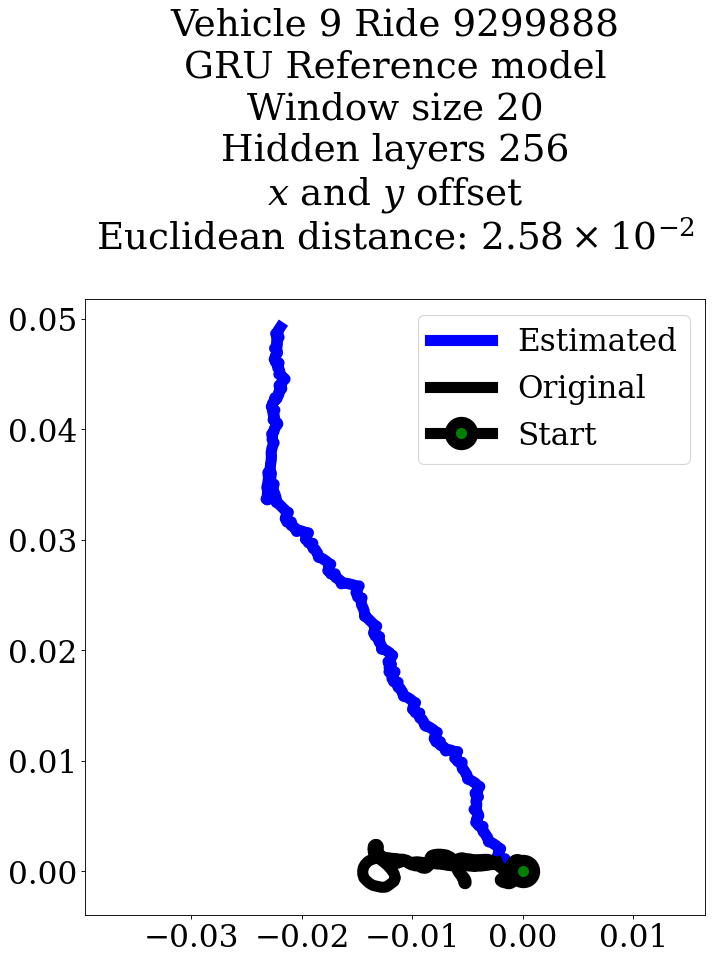 Vehicle 9 Ride 9299888
GRU Reference model
Window size 20
Hidden layers 256
x and y offset
Euclidean distance: 2.58 × 10⁻²
Estimated
Original
Start
0.05
0.04
0.03
0.02
0.01
0.00
−0.03 −0.02 −0.01 0.00 0.01